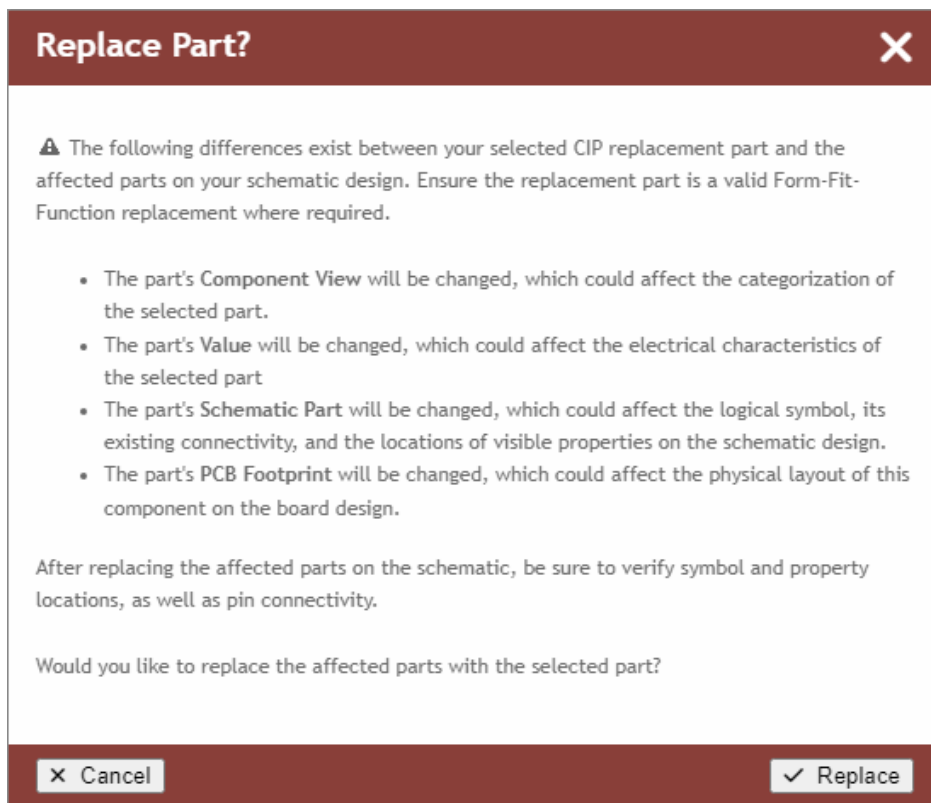 Replace Part?
The following differences exist between your selected CIP replacement part and the
affected parts on your schematic design. Ensure the replacement part is a valid Form-Fit-
Function replacement where required.
• The part's Component View will be changed, which could affect the categorization of
the selected part.
• The part's Value will be changed, which could affect the electrical characteristics of
the selected part
• The part's Schematic Part will be changed, which could affect the logical symbol, its
existing connectivity, and the locations of visible properties on the schematic design.
• The part's PCB Footprint will be changed, which could affect the physical layout of this
component on the board design.
After replacing the affected parts on the schematic, be sure to verify symbol and property
locations, as well as pin connectivity.
Would you like to replace the affected parts with the selected part?
Cancel
Replace